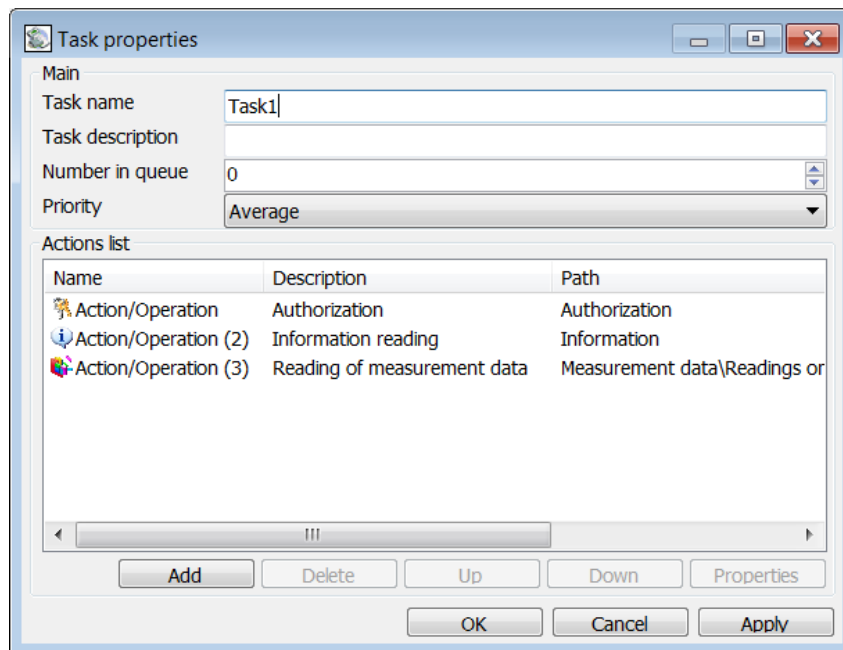 Task properties
Main
Task name Task1
Task description
Number in queue 0
Priority Average
Actions list
Name Description Path
Action/Operation Authorization Authorization
Action/Operation (2) Information reading Information
Action/Operation (3) Reading of measurement data Measurement data\Readings or
Add Delete Up Down Properties
OK Cancel Apply